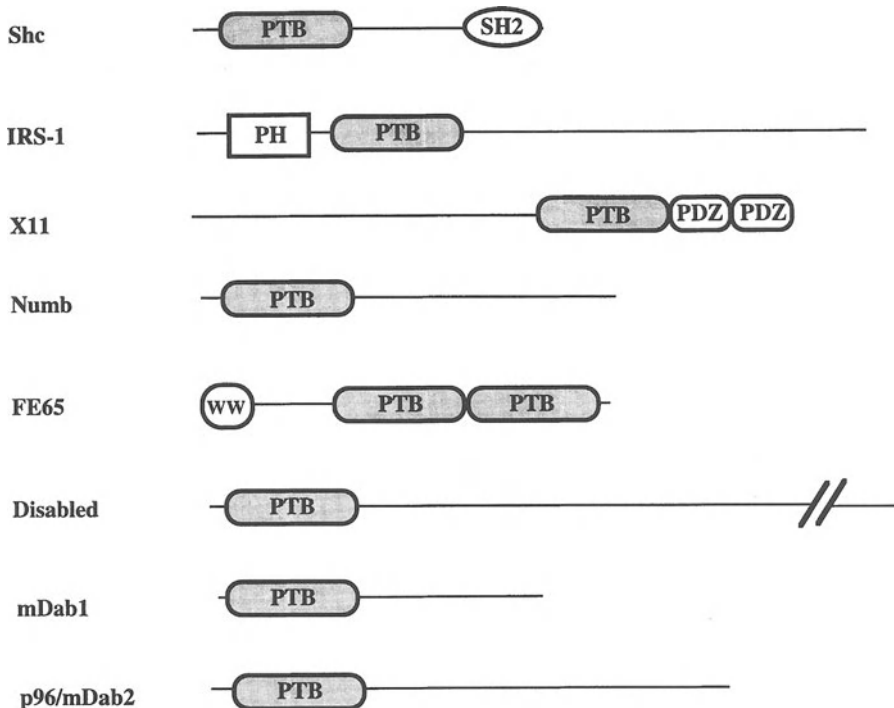 Shc PTB SH2
IRS-1 PH PTB
X11 PTB PDZ PDZ
Numb PTB
FE65 WW PTB PTB
Disabled PTB
mDab1 PTB
p96/mDab2 PTB